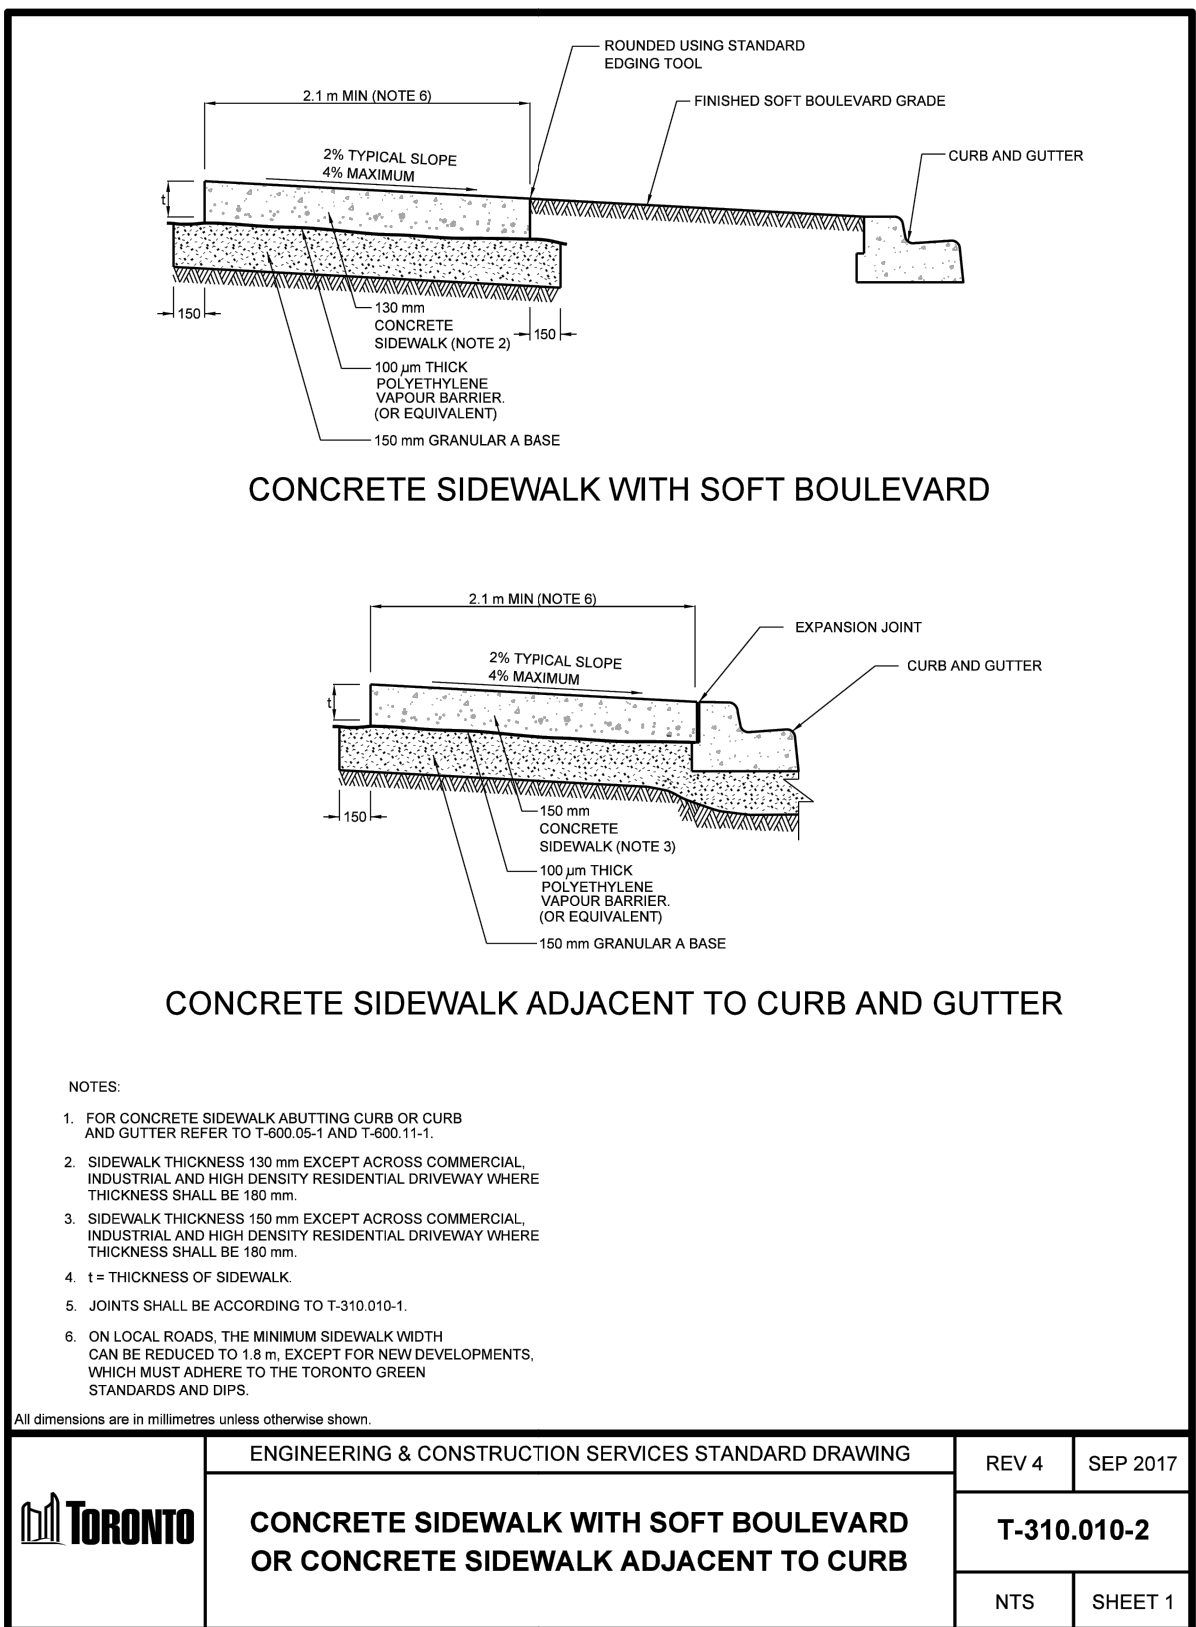 ROUNDED USING STANDARD
EDGING TOOL
2.1 m MIN (NOTE 6)
FINISHED SOFT BOULEVARD GRADE
2% TYPICAL SLOPE
4% MAXIMUM
CURB AND GUTTER
t
150
130 mm
CONCRETE
SIDEWALK (NOTE 2)
150
100 µm THICK
POLYETHYLENE
VAPOUR BARRIER.
(OR EQUIVALENT)
150 mm GRANULAR A BASE
CONCRETE SIDEWALK WITH SOFT BOULEVARD
2.1 m MIN (NOTE 6)
EXPANSION JOINT
2% TYPICAL SLOPE
4% MAXIMUM
CURB AND GUTTER
t
150
150 mm
CONCRETE
SIDEWALK (NOTE 3)
100 µm THICK
POLYETHYLENE
VAPOUR BARRIER.
(OR EQUIVALENT)
150 mm GRANULAR A BASE
CONCRETE SIDEWALK ADJACENT TO CURB AND GUTTER
NOTES:
1. FOR CONCRETE SIDEWALK ABUTTING CURB OR CURB
AND GUTTER REFER TO T-600.05-1 AND T-600.11-1.
2. SIDEWALK THICKNESS 130 mm EXCEPT ACROSS COMMERCIAL,
INDUSTRIAL AND HIGH DENSITY RESIDENTIAL DRIVEWAY WHERE
THICKNESS SHALL BE 180 mm.
3. SIDEWALK THICKNESS 150 mm EXCEPT ACROSS COMMERCIAL,
INDUSTRIAL AND HIGH DENSITY RESIDENTIAL DRIVEWAY WHERE
THICKNESS SHALL BE 180 mm.
4. t = THICKNESS OF SIDEWALK.
5. JOINTS SHALL BE ACCORDING TO T-310.010-1.
6. ON LOCAL ROADS, THE MINIMUM SIDEWALK WIDTH
CAN BE REDUCED TO 1.8 m, EXCEPT FOR NEW DEVELOPMENTS,
WHICH MUST ADHERE TO THE TORONTO GREEN
STANDARDS AND DIPS.
All dimensions are in millimetres unless otherwise shown.
TORONTO
ENGINEERING & CONSTRUCTION SERVICES STANDARD DRAWING
CONCRETE SIDEWALK WITH SOFT BOULEVARD
OR CONCRETE SIDEWALK ADJACENT TO CURB
REV 4
SEP 2017
T-310.010-2
NTS
SHEET 1